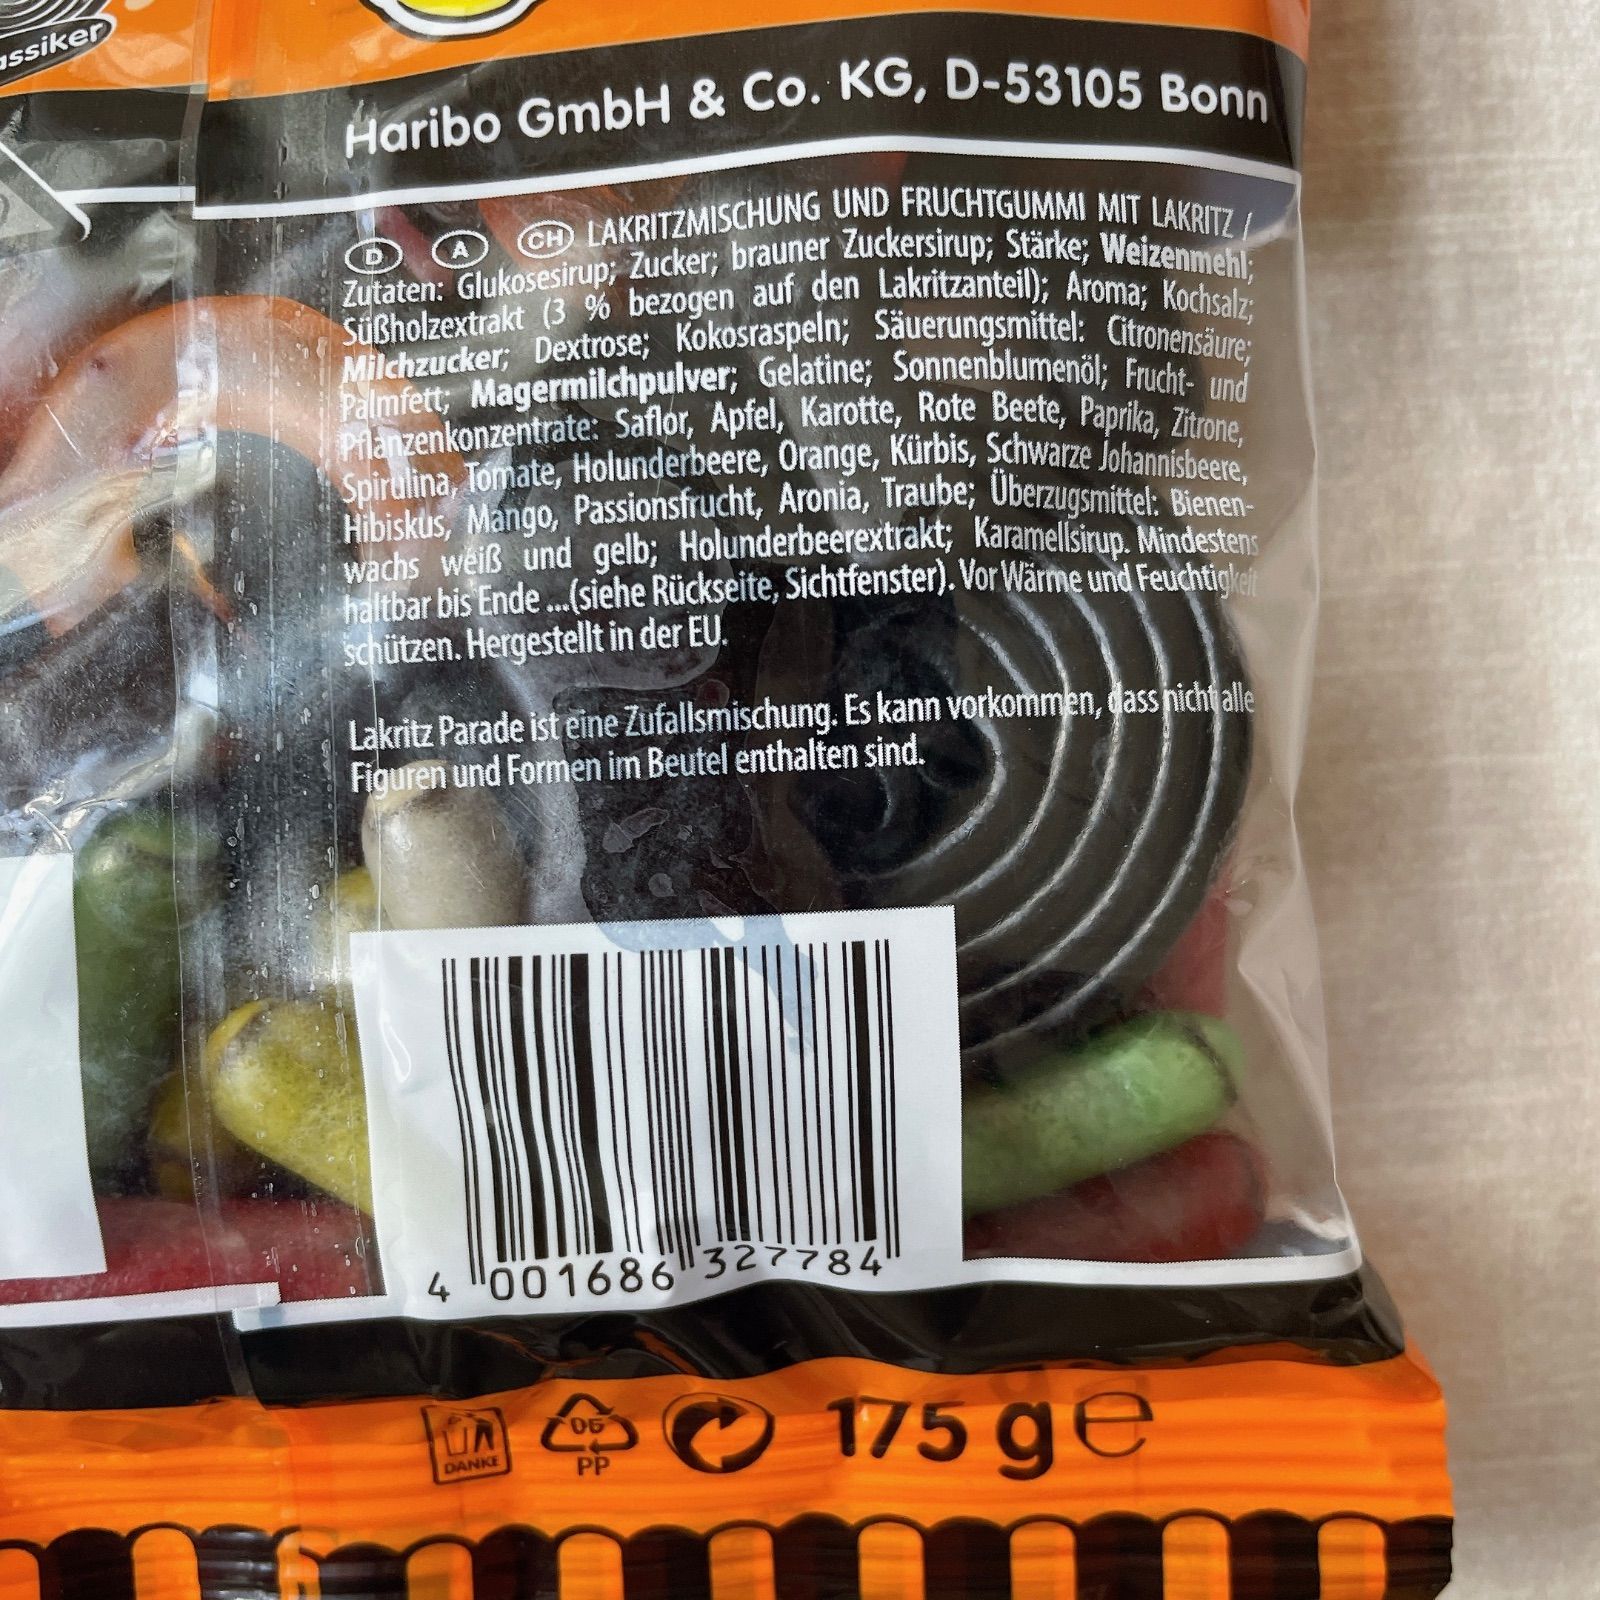 assiker
Haribo GmbH & Co. KG, D-53105 Bonn
D A CH LAKRITZMISCHUNG UND FRUCHTGUMMI MIT LAKRITZ /
Zutaten: Glukosesirup; Zucker; brauner Zuckersirup; Stärke; Weizenmehl;
Süßholzextrakt (3 % bezogen auf den Lakritzanteil); Aroma; Kochsalz;
Milchzucker; Dextrose; Kokosraspeln; Säuerungsmittel: Citronensäure;
Palmfett; Magermilchpulver; Gelatine; Sonnenblumenöl; Frucht- und
Pflanzenkonzentrate: Saflor, Apfel, Karotte, Rote Beete, Paprika, Zitrone,
Spirulina, Tomate, Holunderbeere, Orange, Kürbis, Schwarze Johannisbeere,
Hibiskus, Mango, Passionsfrucht, Aronia, Traube; Überzugsmittel: Bienen-
wachs weiß und gelb; Holunderbeerextrakt; Karamellsirup. Mindestens
haltbar bis Ende ...(siehe Rückseite, Sichtfenster). Vor Wärme und Feuchtigkeit
schützen. Hergestellt in der EU.
Lakritz Parade ist eine Zufallsmischung. Es kann vorkommen, dass nicht alle
Figuren und Formen im Beutel enthalten sind.
4 001686 327784
DANKE
05
PP
175 g e